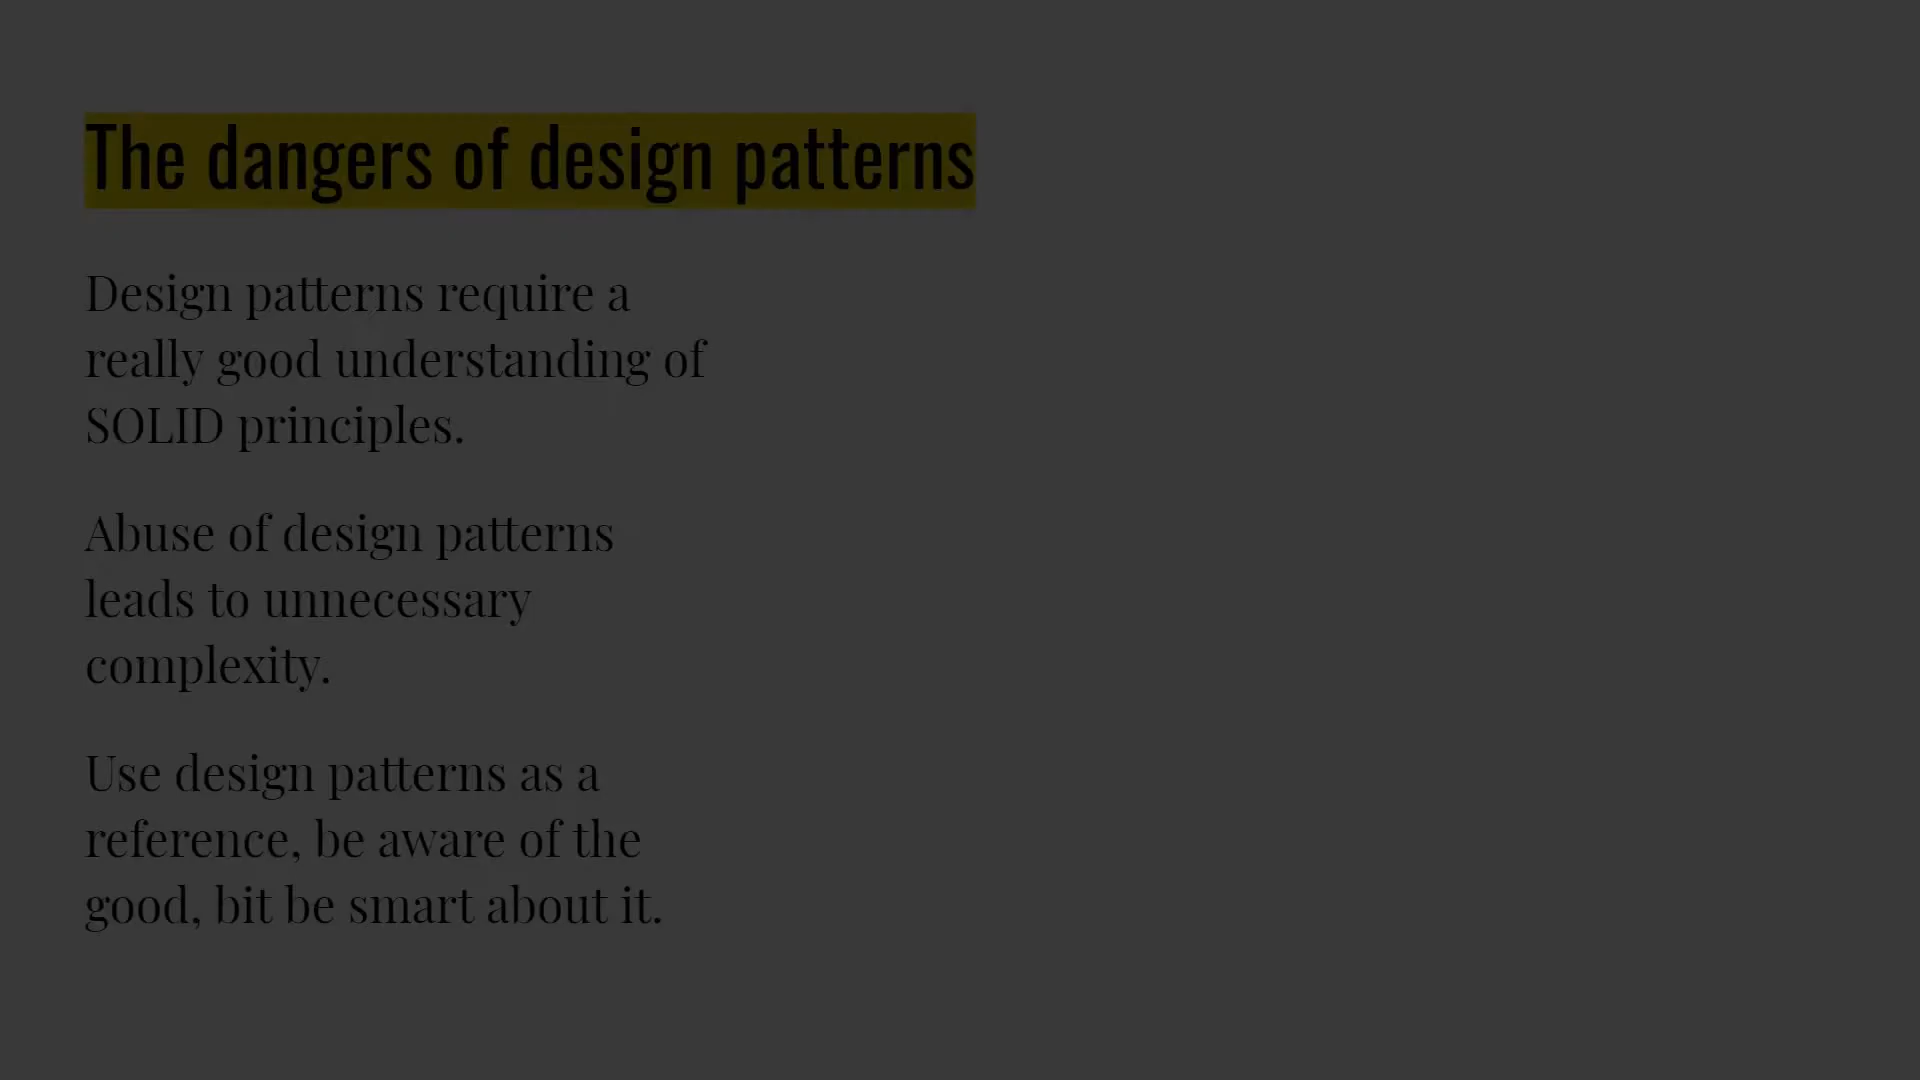 The dangers of design patterns
Design patterns require a
really good understanding of
SOLID principles.
Abuse of design patterns
leads to unnecessary
complexity.
Use design patterns as a
reference, be aware of the
good, bit be smart about it.